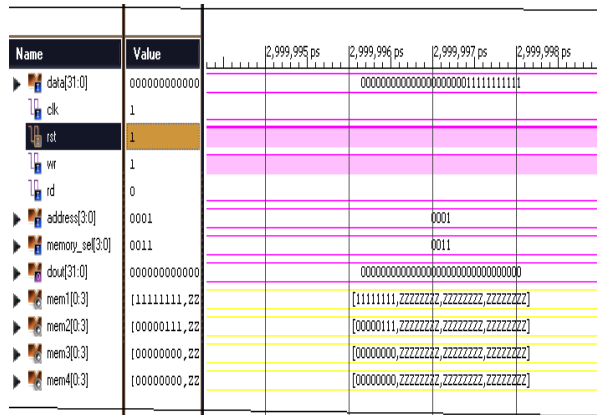 Name Value 2,999,995 ps 2,999,996 ps 2,999,997 ps 2,999,998 ps
data[31:0] 000000000000 00000000000000000000011111111111
clk 1
rst 1
wr 1
rd 0
address[3:0] 0001 0001
memory_sel[3:0] 0011 0011
dout[31:0] 000000000000 00000000000000000000000000000000
mem1[0:3] [11111111,ZZ [11111111,ZZZZZZZZ,ZZZZZZZZ,ZZZZZZZZ]
mem2[0:3] [00000111,ZZ [00000111,ZZZZZZZZ,ZZZZZZZZ,ZZZZZZZZ]
mem3[0:3] [00000000,ZZ [00000000,ZZZZZZZZ,ZZZZZZZZ,ZZZZZZZZ]
mem4[0:3] [00000000,ZZ [00000000,ZZZZZZZZ,ZZZZZZZZ,ZZZZZZZZ]